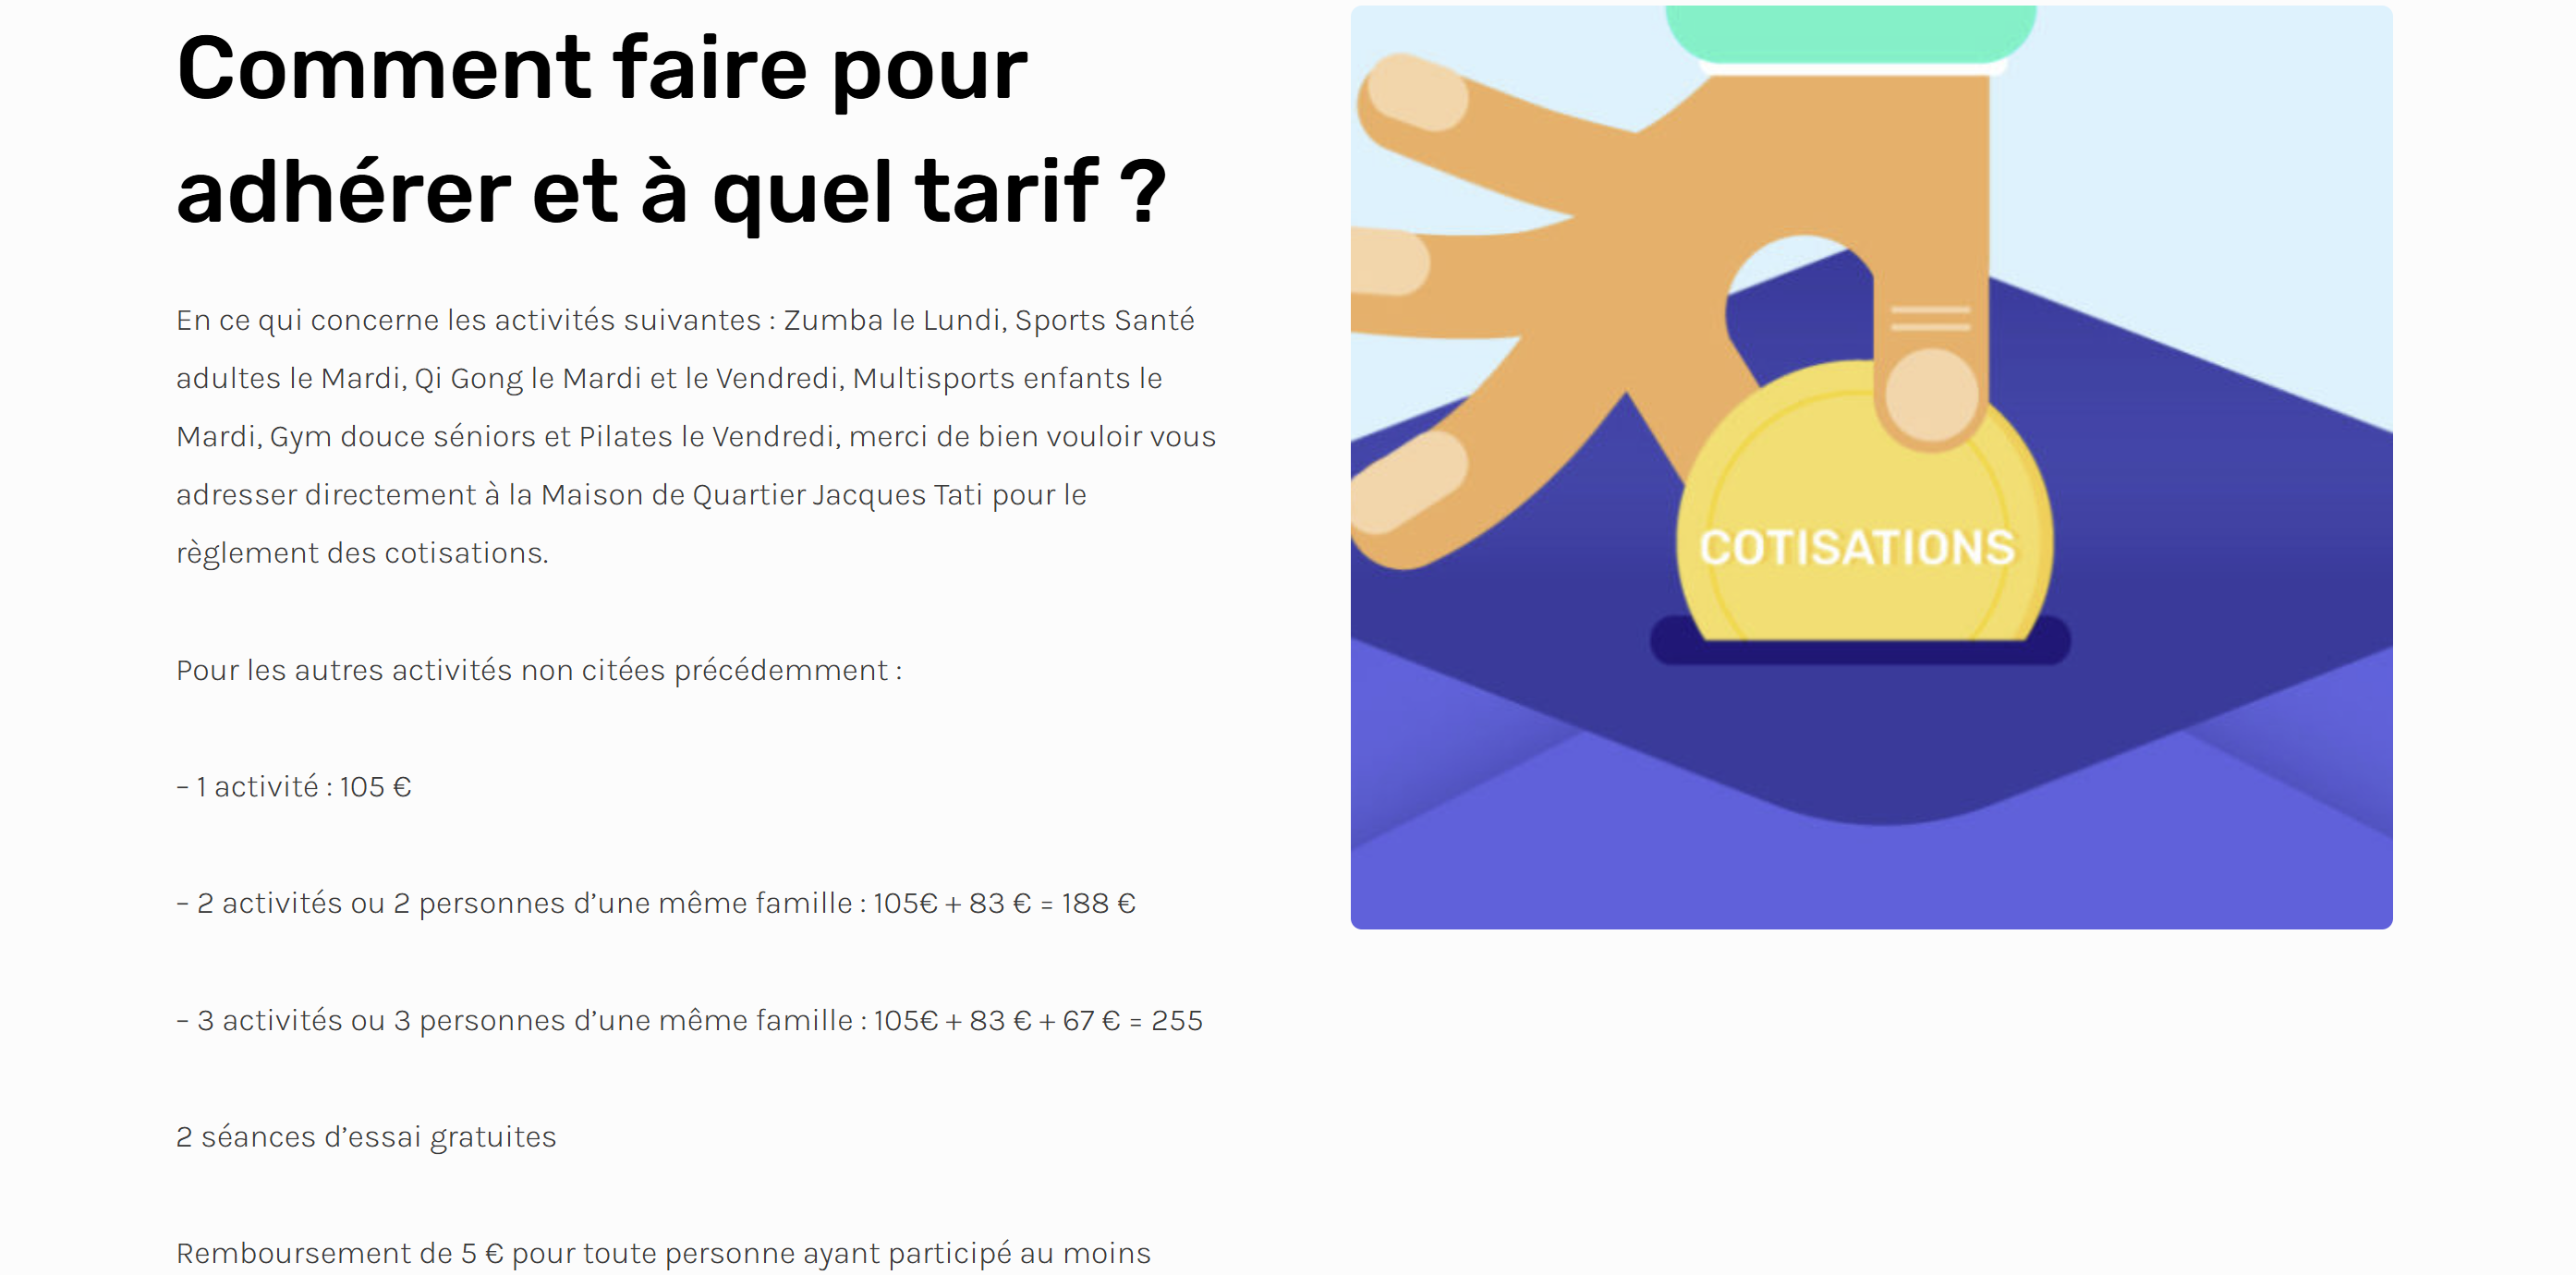 Comment faire pour
adhérer et à quel tarif ?
En ce qui concerne les activités suivantes : Zumba le Lundi, Sports Santé
adultes le Mardi, Qi Gong le Mardi et le Vendredi, Multisports enfants le
Mardi, Gym douce séniors et Pilates le Vendredi, merci de bien vouloir vous
adresser directement à la Maison de Quartier Jacques Tati pour le
règlement des cotisations.
Pour les autres activités non citées précédemment :
– 1 activité : 105 €
– 2 activités ou 2 personnes d’une même famille : 105€ + 83 € = 188 €
– 3 activités ou 3 personnes d’une même famille : 105€ + 83 € + 67 € = 255
2 séances d’essai gratuites
Remboursement de 5 € pour toute personne ayant participé au moins
COTISATIONS